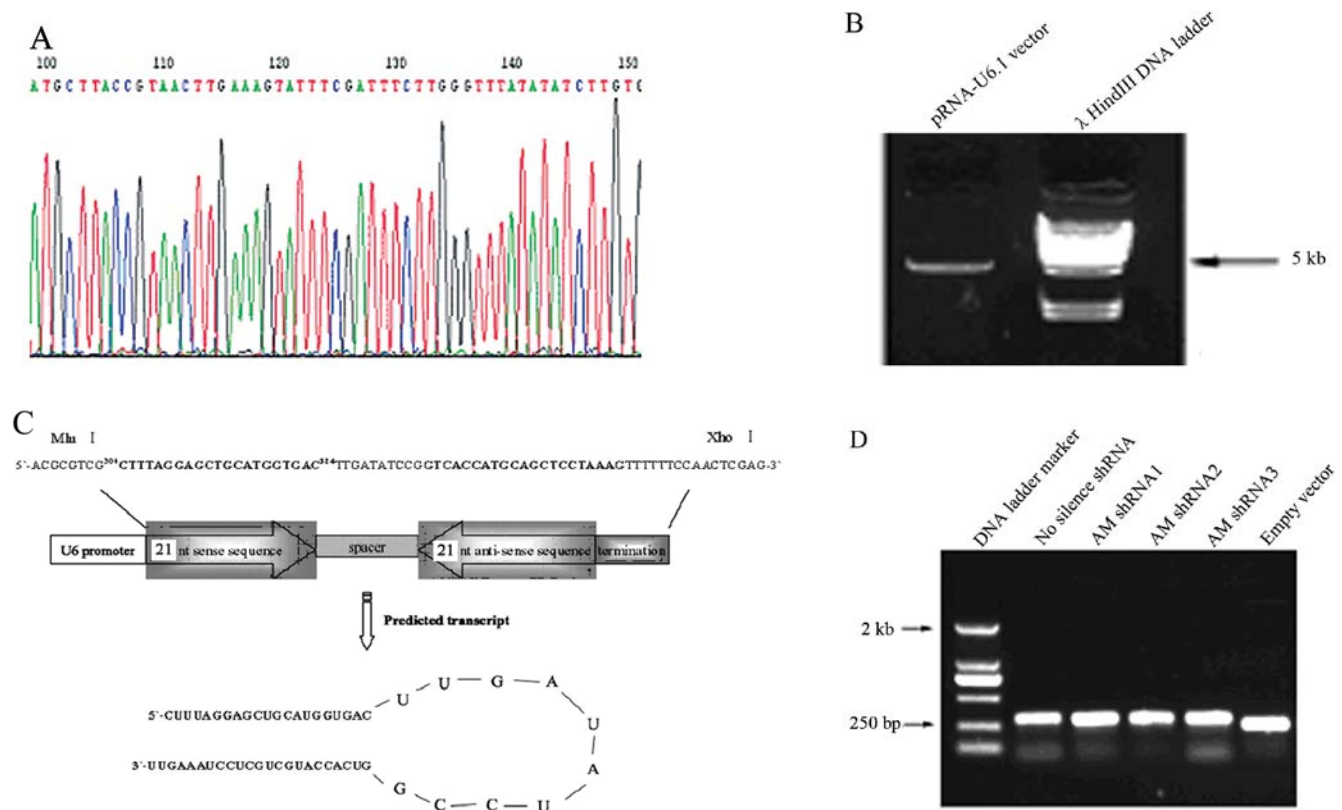 A
100 110 120 130 140 150
ATGCTTACCGTAACTTGAAAGTATTTCGATTTCTTGGGTTTATATATCTTGTG
B
pRNA-U6.1 vector
λ HindIII DNA ladder
5 kb
C
Mlu I
Xho I
5`-ACGCGTCG304CTTTAGGAGCTGCATGGTGAC324TTGATATCCGGTCACCATGCAGCTCCTAAAGTTTTTTCCAACTCGAG-3`
U6 promoter
21 nt sense sequence
spacer
21 nt anti-sense sequence
termination
Predicted transcript
5`-CUUUAGGAGCUGCAUGGUGAC
U U G A U A U C C G
3`-UUGAAAUCCUCGUCGUACCACUG
D
DNA ladder marker
No silence shRNA
AM shRNA1
AM shRNA2
AM shRNA3
Empty vector
2 kb
250 bp